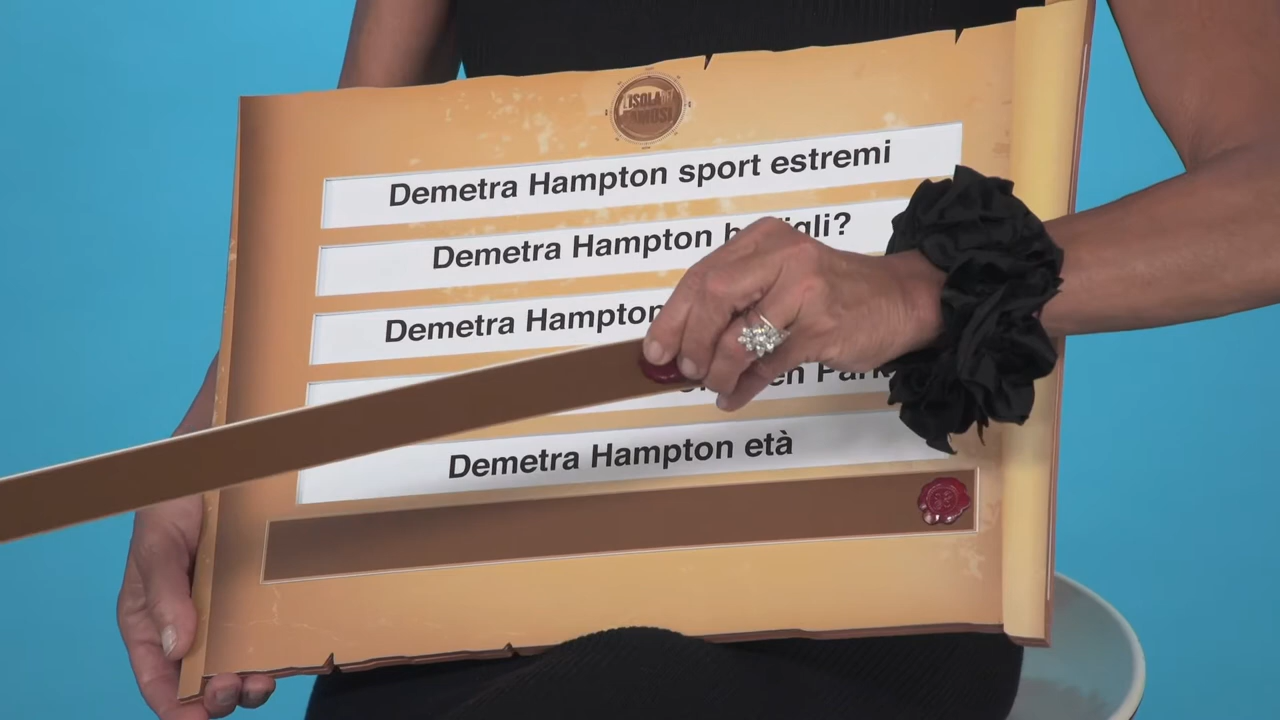 L'ISOLA DEI
FAMOSI
Demetra Hampton sport estremi
Demetra Hampton
Demetra Hampton
Demetra Hampton età